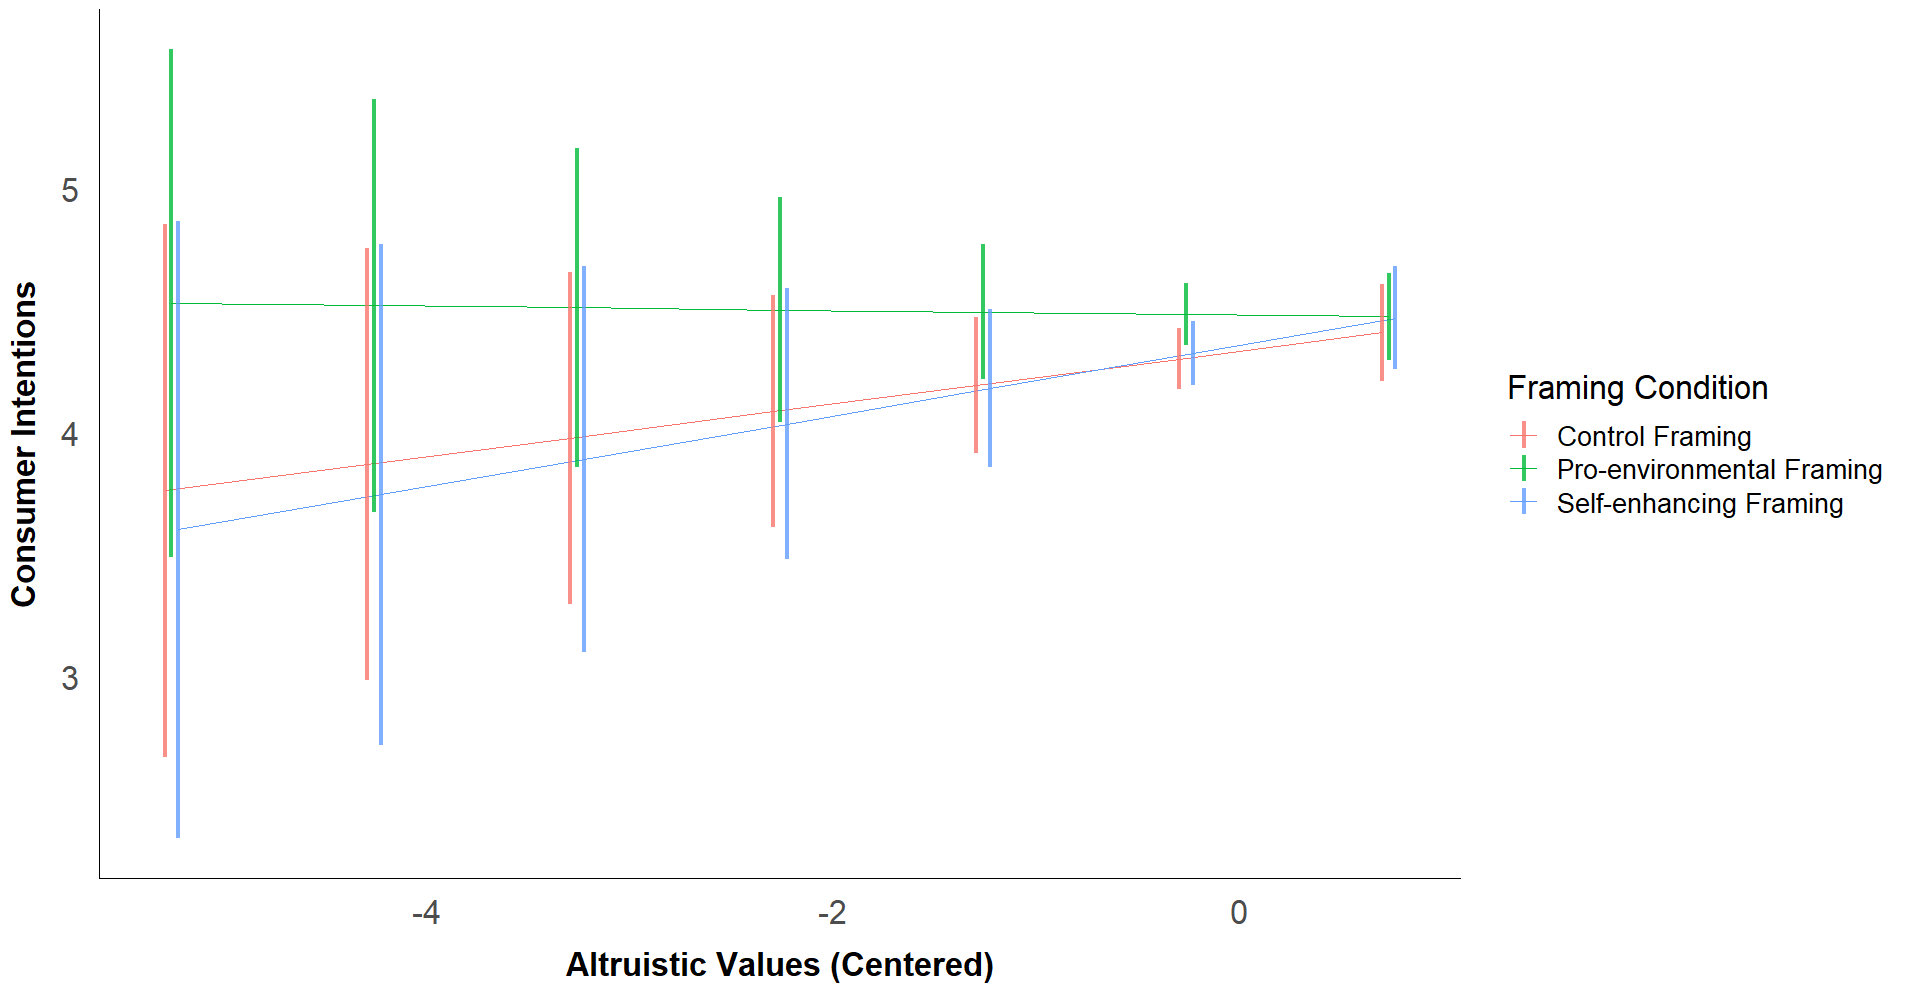 Consumer Intentions
5
4
3
-4
-2
0
Altruistic Values (Centered)
Framing Condition
Control Framing
Pro-environmental Framing
Self-enhancing Framing